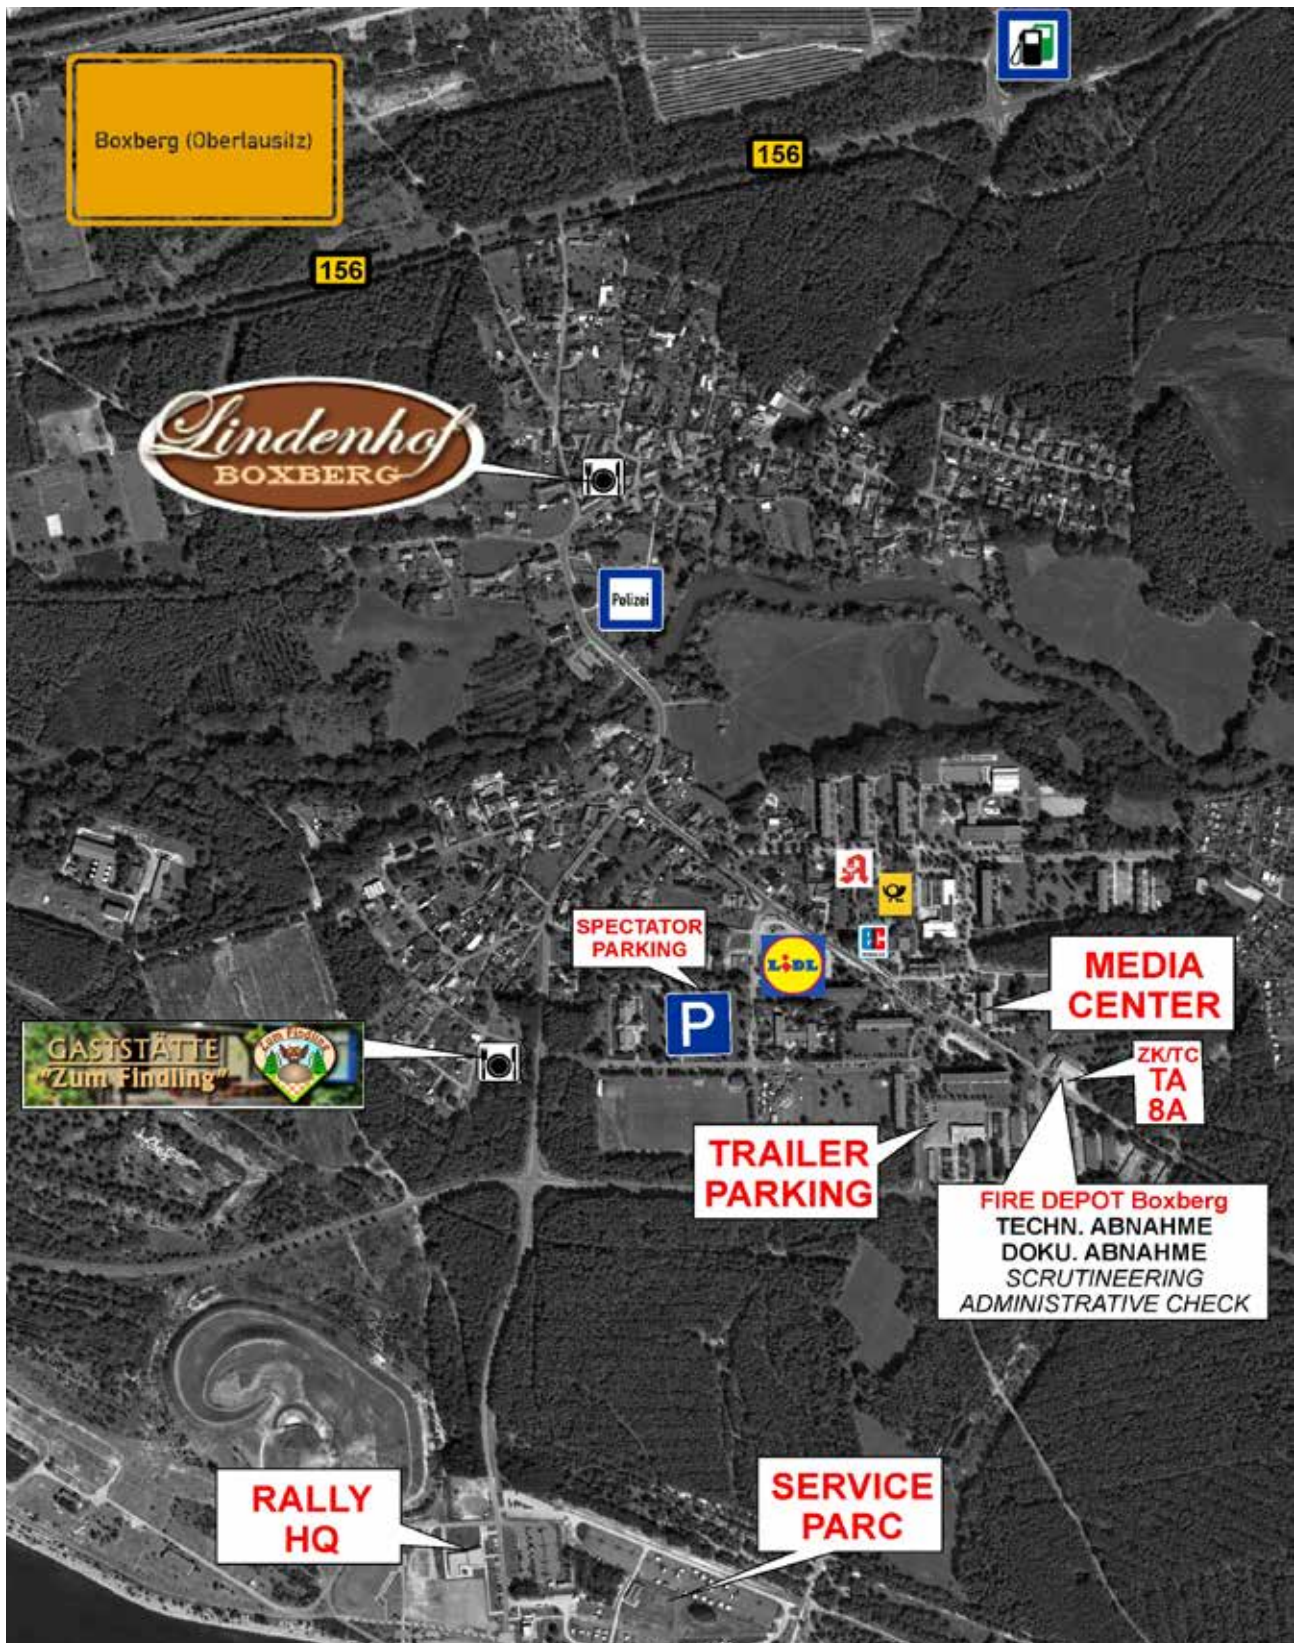 Boxberg (Oberlausitz)
156
156
Lindenhof
BOXBERG
Polizei
A
SPECTATOR
PARKING
P
LiDL
EC
MEDIA
CENTER
GASTSTÄTTE
"Zum Findling"
Zum Findling
ZK/TC
TA
8A
TRAILER
PARKING
FIRE DEPOT Boxberg
TECHN. ABNAHME
DOKU. ABNAHME
SCRUTINEERING
ADMINISTRATIVE CHECK
RALLY
HQ
SERVICE
PARC